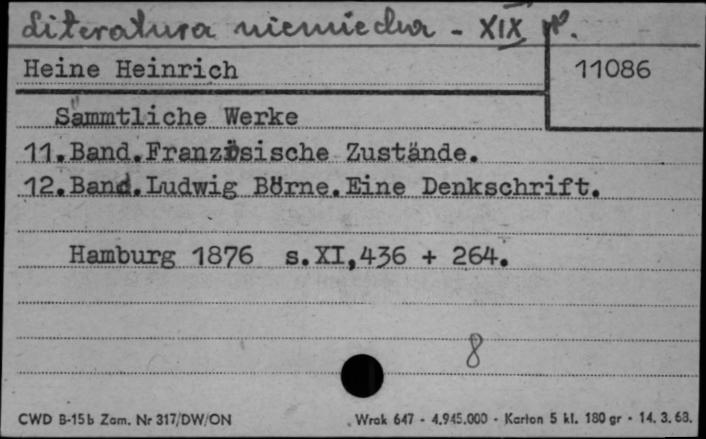 Literatura niemiecka - XIX w.
Heine Heinrich
11086
Sämmtliche Werke
11.Band.Französische Zustände.
12.Band.Ludwig Börne.Eine Denkschrift.
Hamburg 1876 s.XI,436 + 264.
8
CWD B-15b Zam. Nr 317/DW/ON
Wrak 647 - 4.945.000 - Karton 5 kl. 180 gr - 14. 3. 68.